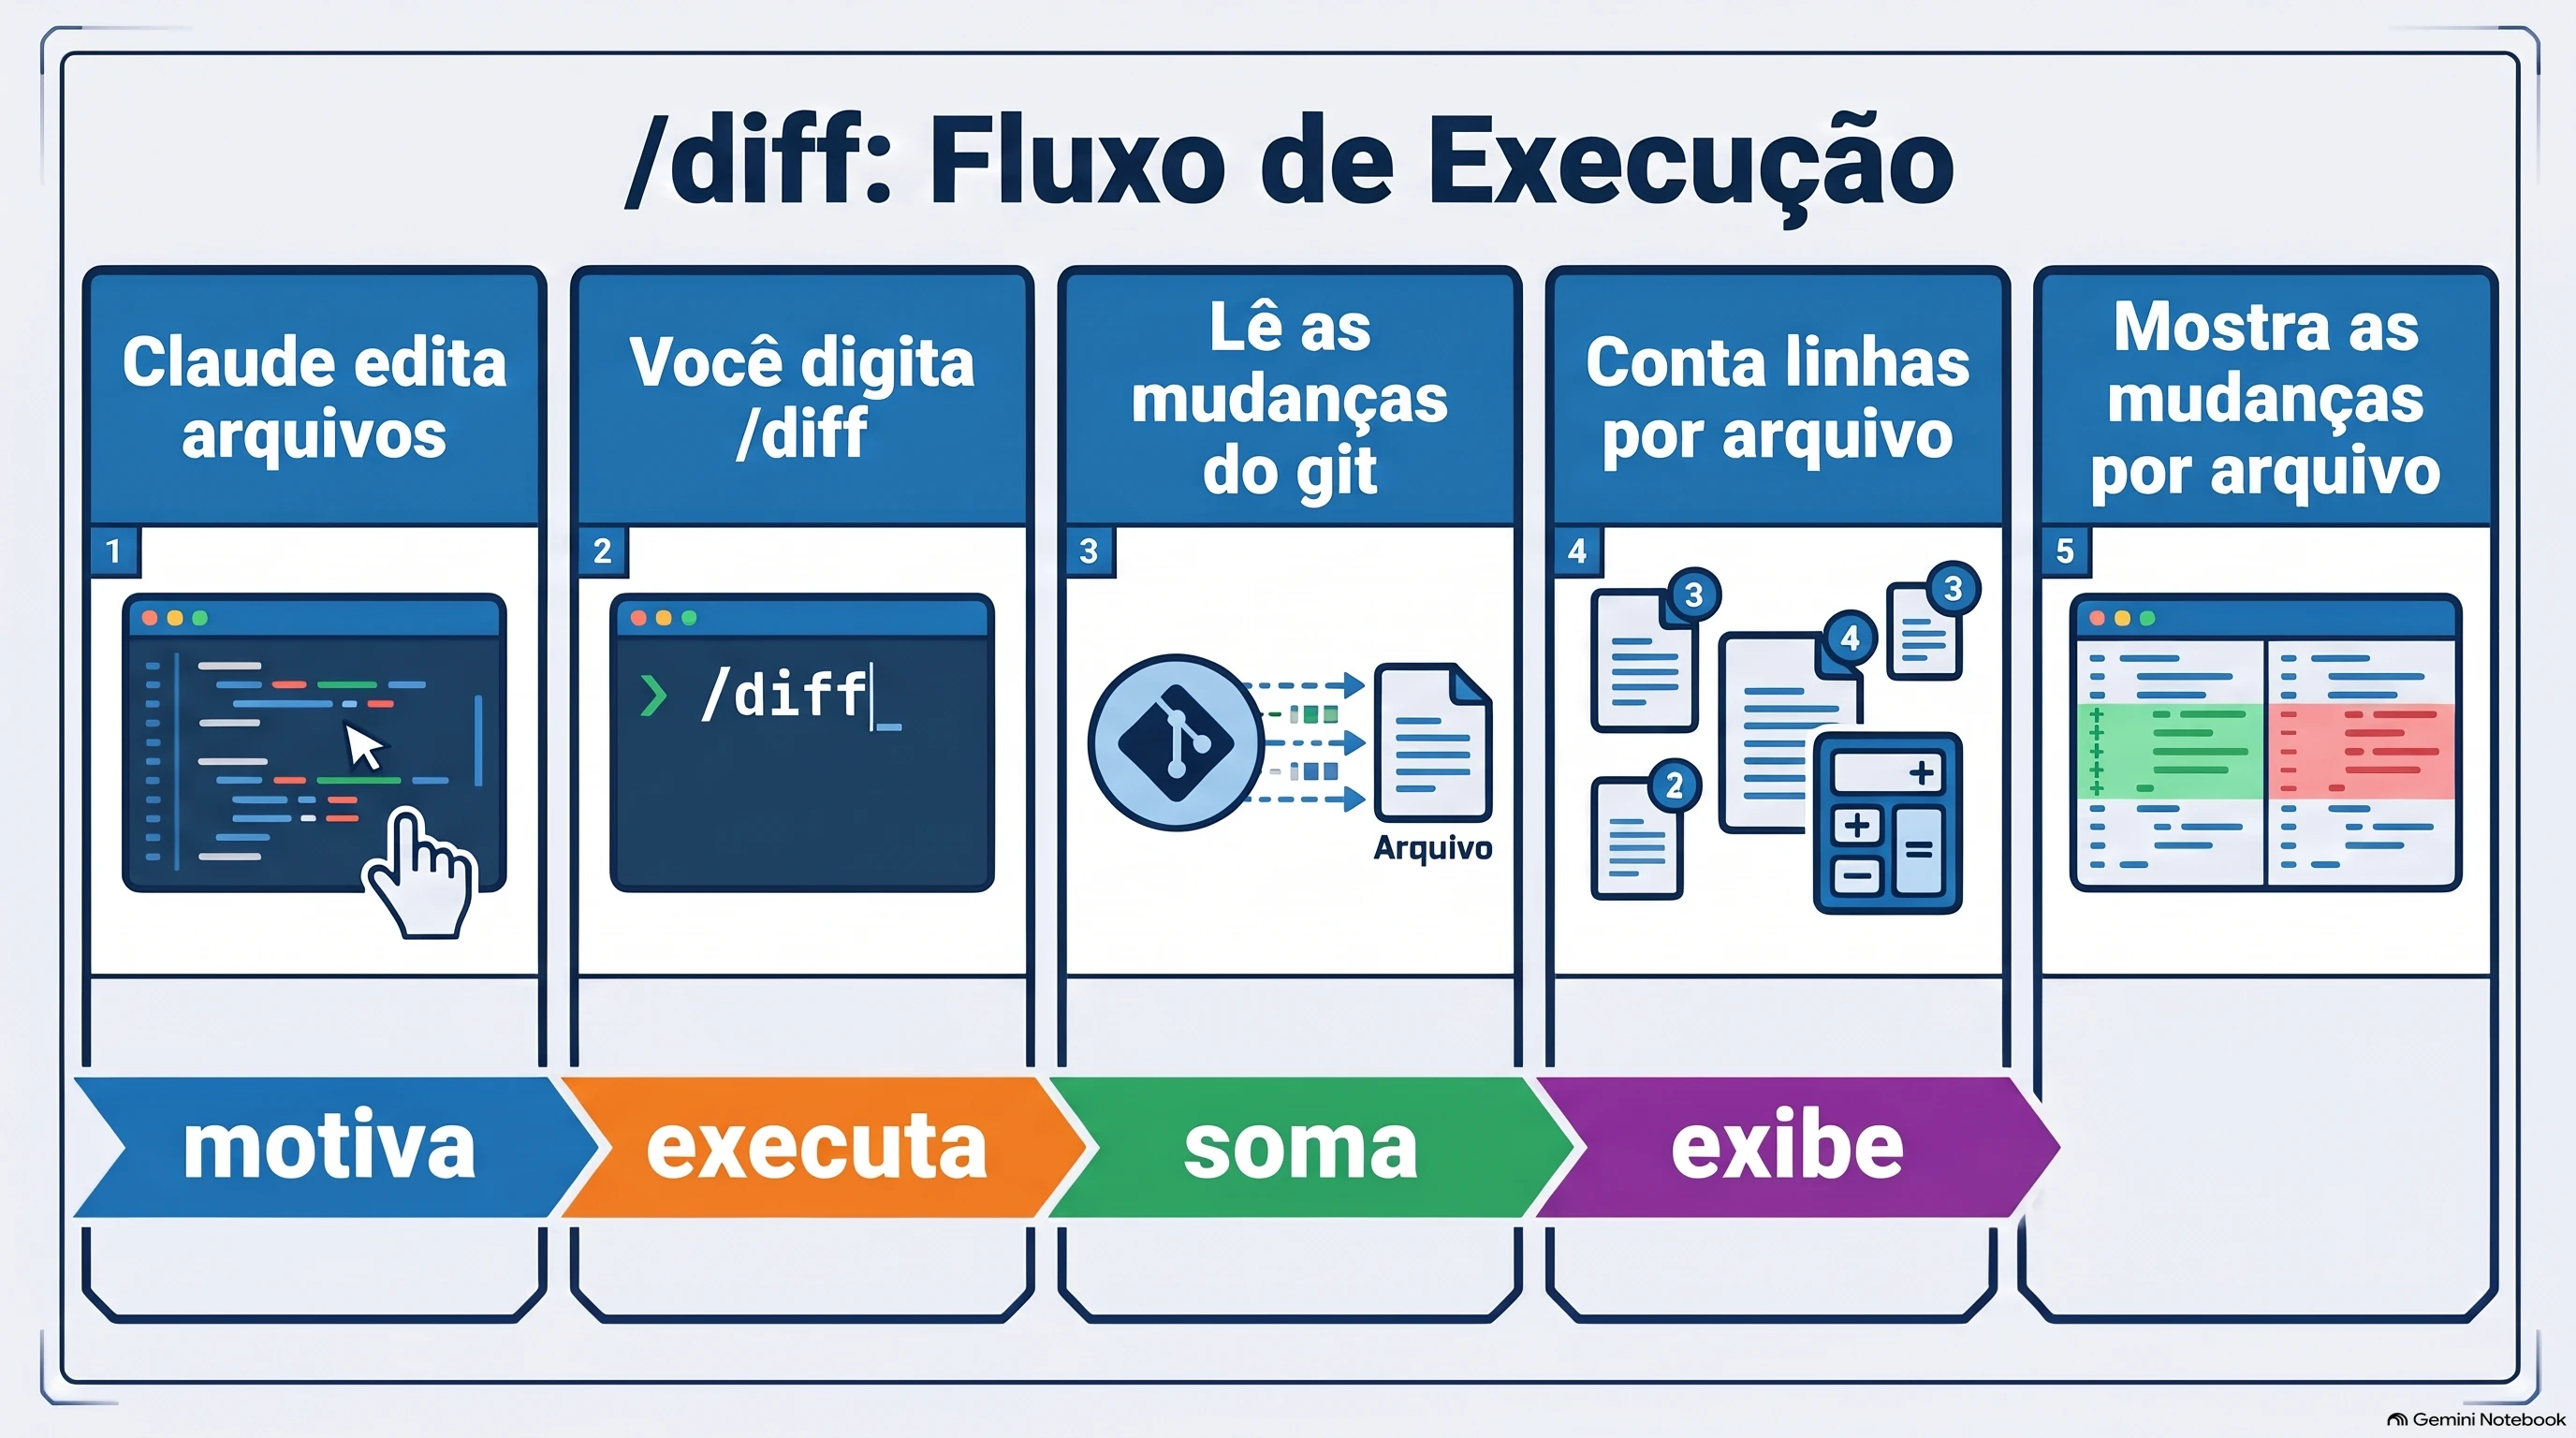 /diff: Fluxo de Execução
Claude edita
arquivos
1
Você digita
/diff
2
❯ /diff|_
Lê as
mudanças
do git
3
Arquivo
Conta linhas
por arquivo
4
3
4
3
2
+
+
−
=
Mostra as
mudanças
por arquivo
5
motiva
executa
soma
exibe
Gemini Notebook